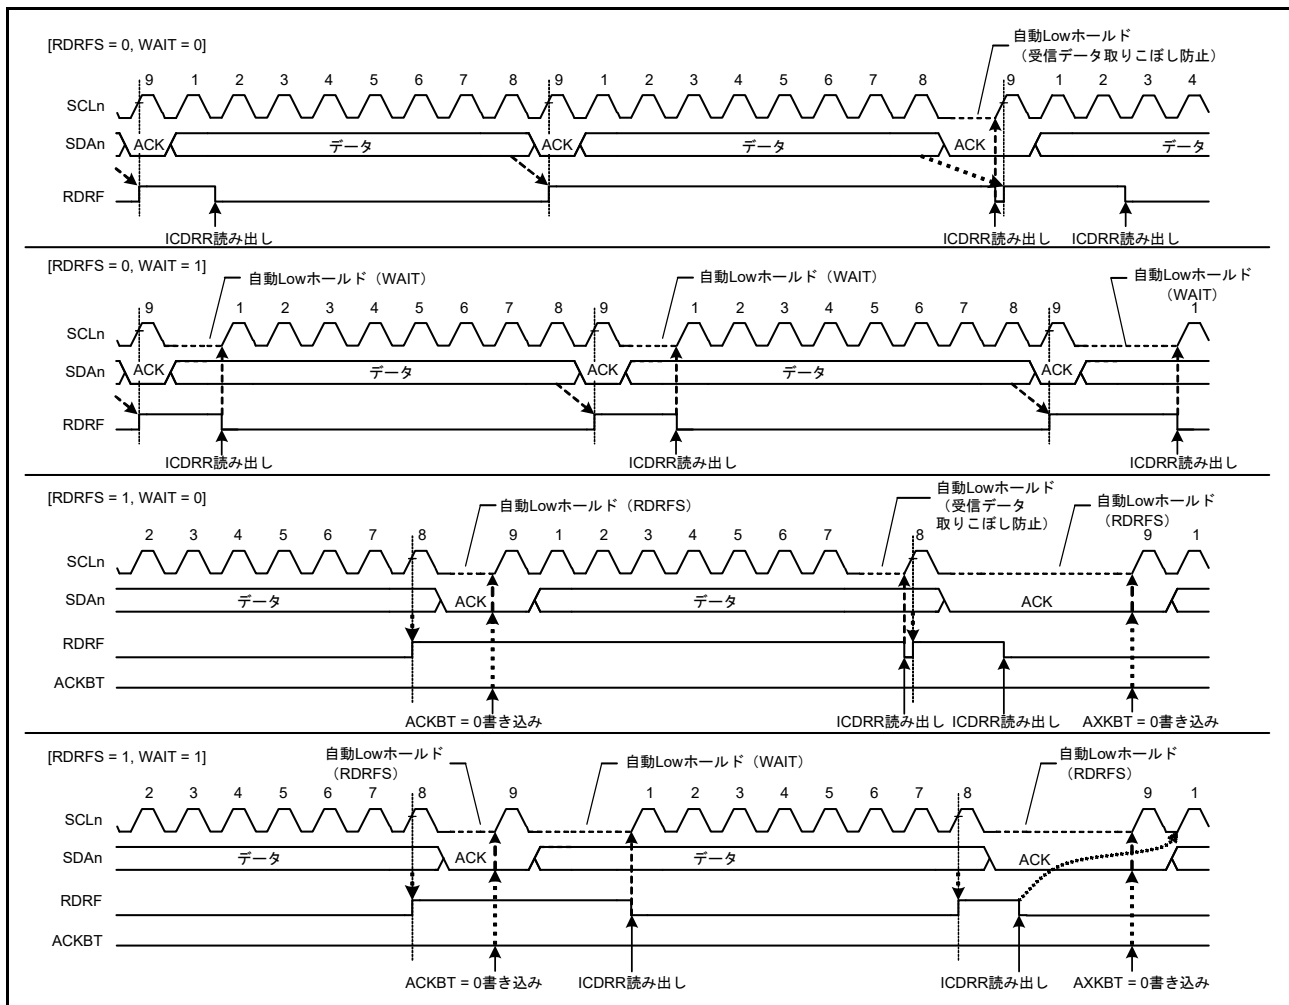 [RDRFS = 0, WAIT = 0]
自動Lowホールド
（受信データ取りこぼし防止）
9 1 2 3 4 5 6 7 8 9 1 2 3 4 5 6 7 8 9 1 2 3 4
SCLn
SDAn ACK データ ACK データ ACK データ
RDRF
ICDRR読み出し ICDRR読み出し ICDRR読み出し
[RDRFS = 0, WAIT = 1]
自動Lowホールド（WAIT） 自動Lowホールド（WAIT） 自動Lowホールド
（WAIT）
9 1 2 3 4 5 6 7 8 9 1 2 3 4 5 6 7 8 9 1
SCLn
SDAn ACK データ ACK データ ACK
RDRF
ICDRR読み出し ICDRR読み出し ICDRR読み出し
[RDRFS = 1, WAIT = 0]
自動Lowホールド（RDRFS）
自動Lowホールド
（受信データ
取りこぼし防止）
自動Lowホールド
（RDRFS）
2 3 4 5 6 7 8 9 1 2 3 4 5 6 7 8 9 1
SCLn
SDAn データ ACK データ ACK
RDRF
ACKBT
ACKBT = 0書き込み ICDRR読み出し ICDRR読み出し AXKBT = 0書き込み
[RDRFS = 1, WAIT = 1]
自動Lowホールド
（RDRFS）
自動Lowホールド（WAIT）
自動Lowホールド
（RDRFS）
2 3 4 5 6 7 8 9 1 2 3 4 5 6 7 8 9 1
SCLn
SDAn データ ACK データ ACK
RDRF
ACKBT
ACKBT = 0書き込み ICDRR読み出し ICDRR読み出し AXKBT = 0書き込み